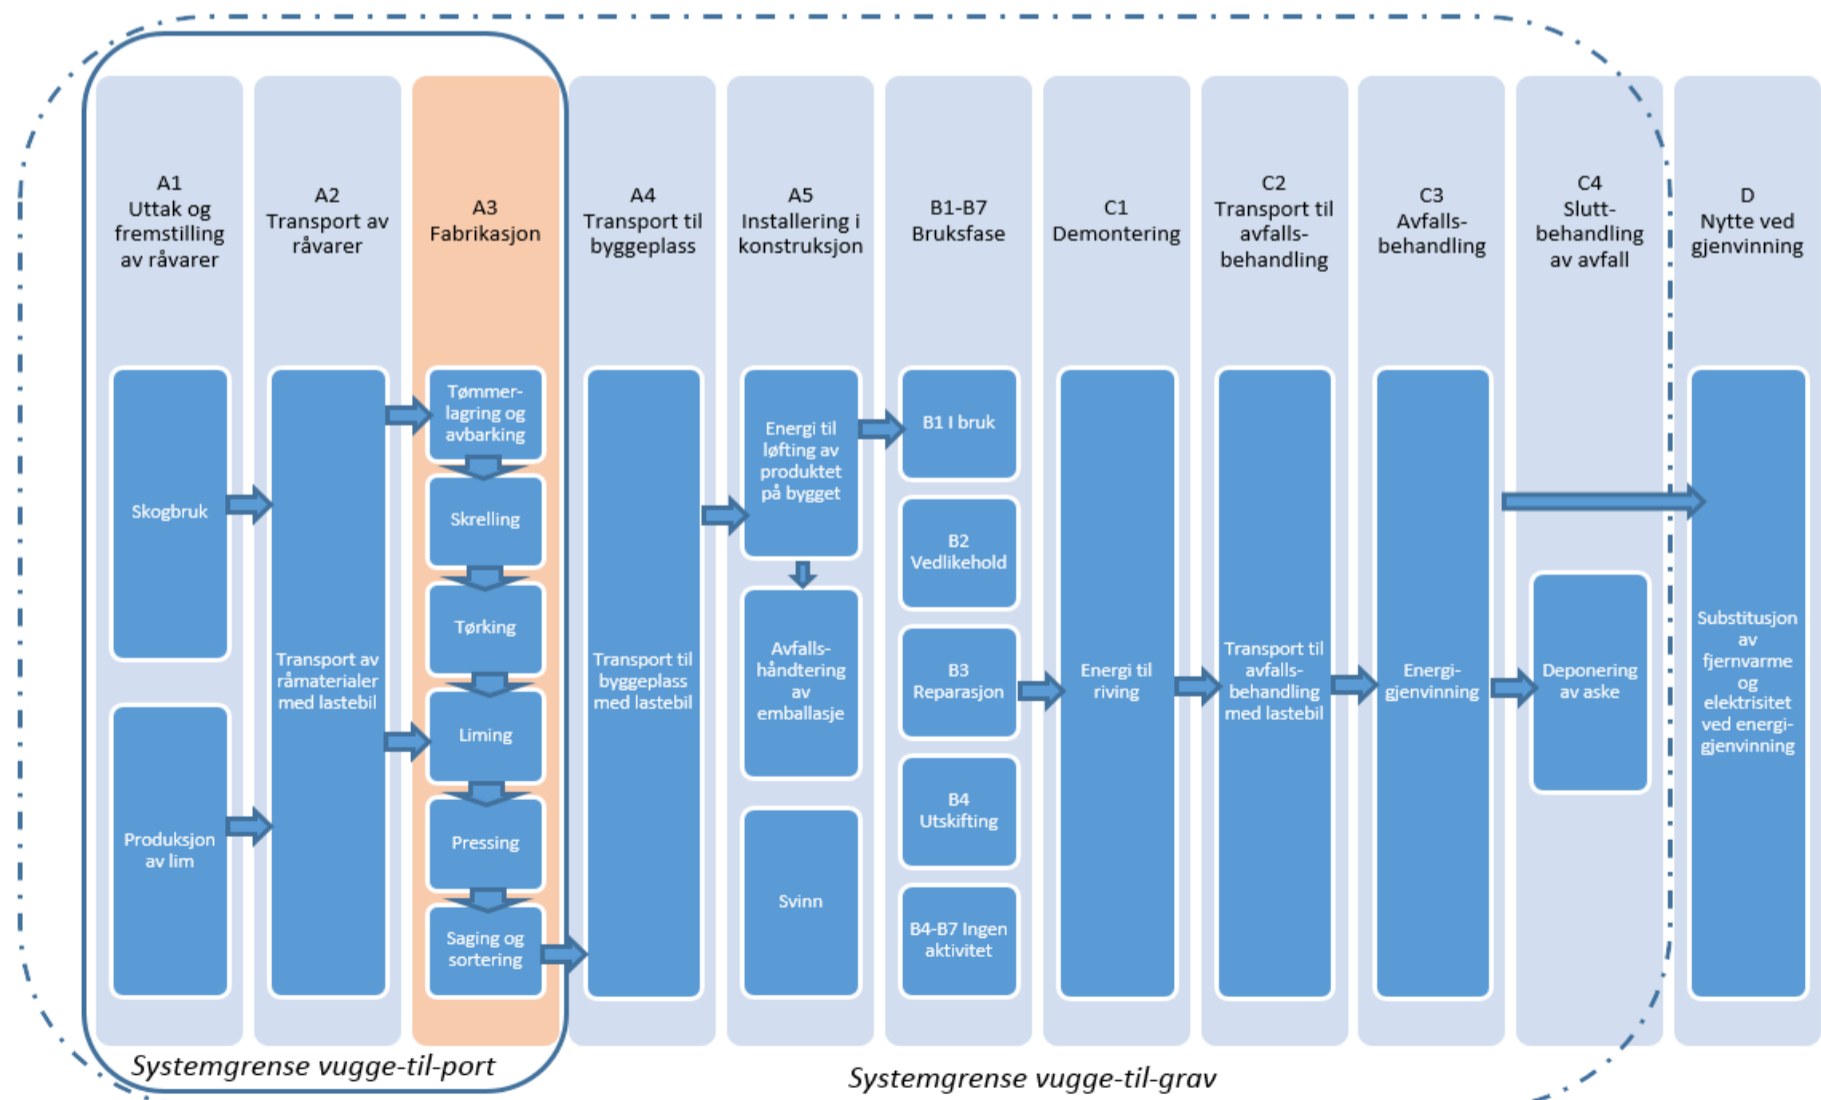 A1
Uttak og
fremstilling
av råvarer
A2
Transport av
råvarer
A3
Fabrikasjon
A4
Transport til
byggeplass
A5
Installering i
konstruksjon
B1-B7
Bruksfase
C1
Demontering
C2
Transport til
avfalls-
behandling
C3
Avfalls-
behandling
C4
Slutt-
behandling
av avfall
D
Nytte ved
gjenvinning
Skogbruk
Produksjon
av lim
Transport av
råmaterialer
med lastebil
Tømmer-
lagring og
avbarking
Skrelling
Tørking
Liming
Pressing
Saging og
sortering
Transport til
byggeplass
med lastebil
Energi til
løfting av
produktet
på bygget
Avfalls-
håndtering
av
emballasje
Svinn
B1 I bruk
B2
Vedlikehold
B3
Reparasjon
B4
Utskifting
B4-B7 Ingen
aktivitet
Energi til
riving
Transport til
avfalls-
behandling
med lastebil
Energi-
gjenvinning
Deponering
av aske
Substitusjon
av
fjernvarme
og
elektrisitet
ved energi-
gjenvinning
Systemgrense vugge-til-port
Systemgrense vugge-til-grav